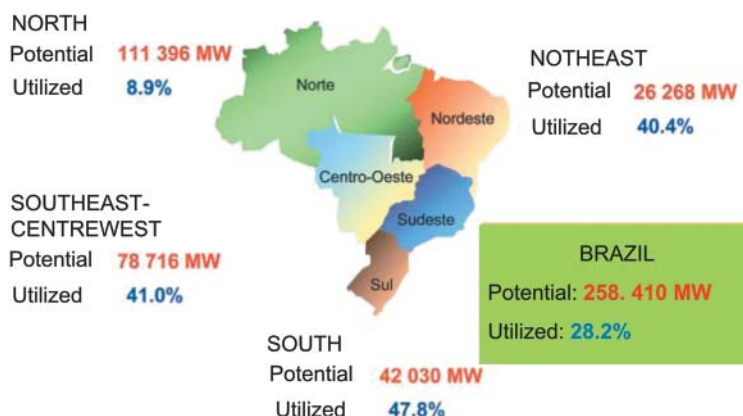 NORTH
Potential 111 396 MW
Utilized 8.9%
NOTHEAST
Potential 26 268 MW
Utilized 40.4%
Norte
Nordeste
Centro-Oeste
Sudeste
Sul
SOUTHEAST-
CENTREWEST
Potential 78 716 MW
Utilized 41.0%
BRAZIL
Potential: 258. 410 MW
Utilized: 28.2%
SOUTH
Potential 42 030 MW
Utilized 47.8%